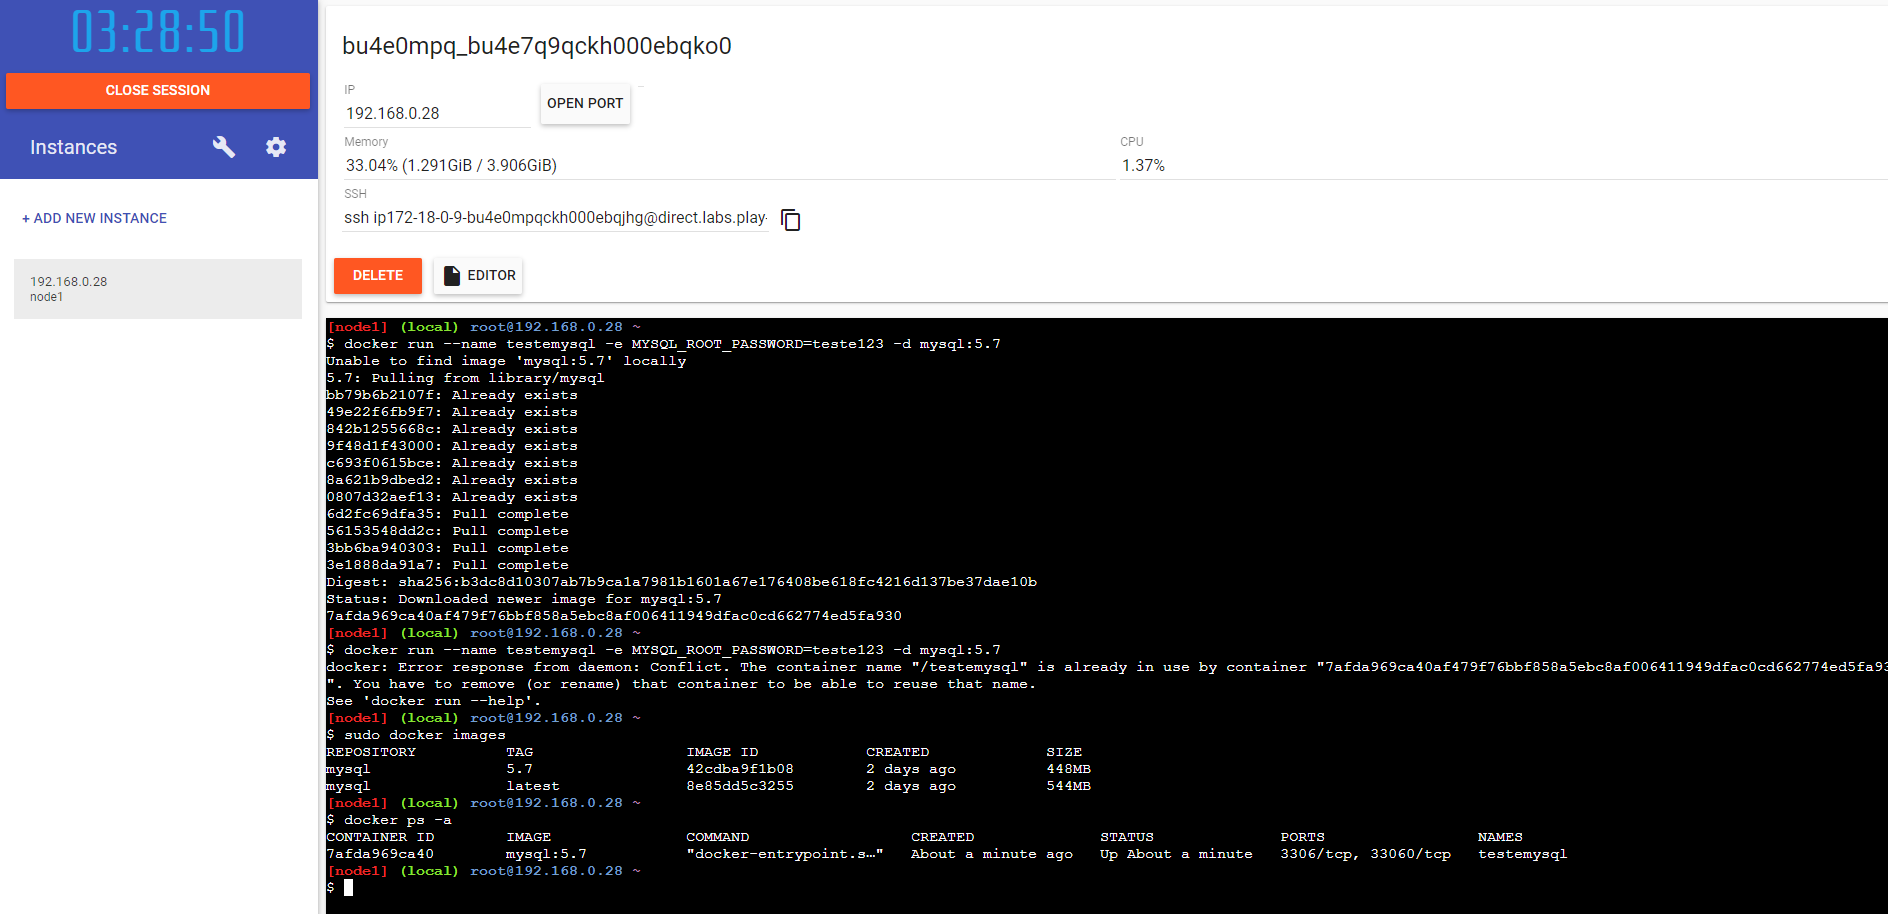 03:28:50
CLOSE SESSION
Instances
+ ADD NEW INSTANCE
192.168.0.28
node1
bu4e0mpq_bu4e7q9qckh000ebqko0
IP
192.168.0.28
OPEN PORT
Memory
33.04% (1.291GiB / 3.906GiB)
CPU
1.37%
SSH
ssh ip172-18-0-9-bu4e0mpqckh000ebqjhg@direct.labs.play-
DELETE
EDITOR
[node1] (local) root@192.168.0.28 ~
$ docker run --name testemysql -e MYSQL_ROOT_PASSWORD=teste123 -d mysql:5.7
Unable to find image 'mysql:5.7' locally
5.7: Pulling from library/mysql
bb79b6b2107f: Already exists
49e22f6fb9f7: Already exists
842b1255668c: Already exists
9f48d1f43000: Already exists
c693f0615bce: Already exists
8a621b9dbed2: Already exists
0807d32aef13: Already exists
6d2fc69dfa35: Pull complete
56153548dd2c: Pull complete
3bb6ba940303: Pull complete
3e1888da91a7: Pull complete
Digest: sha256:b3dc8d10307ab7b9ca1a7981b1601a67e176408be618fc4216d137be37dae10b
Status: Downloaded newer image for mysql:5.7
7afda969ca40af479f76bbf858a5ebc8af006411949dfac0cd662774ed5fa930
[node1] (local) root@192.168.0.28 ~
$ docker run --name testemysql -e MYSQL_ROOT_PASSWORD=teste123 -d mysql:5.7
docker: Error response from daemon: Conflict. The container name "/testemysql" is already in use by container "7afda969ca40af479f76bbf858a5ebc8af006411949dfac0cd662774ed5fa93
". You have to remove (or rename) that container to be able to reuse that name.
See 'docker run --help'.
[node1] (local) root@192.168.0.28 ~
$ sudo docker images
REPOSITORY TAG IMAGE ID CREATED SIZE
mysql 5.7 42cdba9f1b08 2 days ago 448MB
mysql latest 8e85dd5c3255 2 days ago 544MB
[node1] (local) root@192.168.0.28 ~
$ docker ps -a
CONTAINER ID IMAGE COMMAND CREATED STATUS PORTS NAMES
7afda969ca40 mysql:5.7 "docker-entrypoint.s…" About a minute ago Up About a minute 3306/tcp, 33060/tcp testemysql
[node1] (local) root@192.168.0.28 ~
$